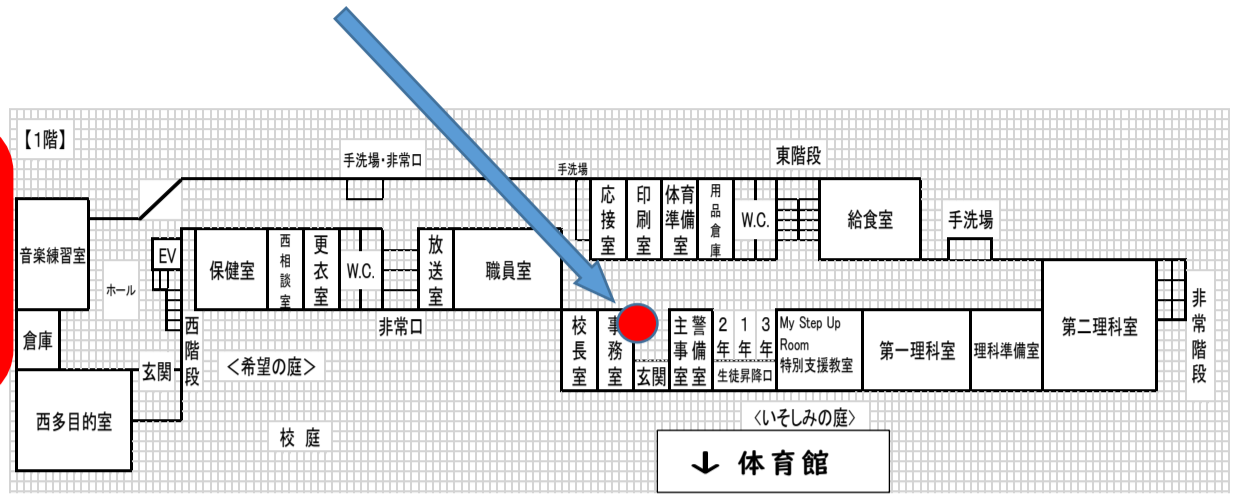 【1階】
手洗場・非常口
手洗場
東階段
音楽練習室
ホール
EV
保健室
西相談室
更衣室
W.C.
放送室
職員室
応接室
印刷室
体育準備室
用品倉庫
W.C.
給食室
手洗場
倉庫
玄関
西階段
非常口
<希望の庭>
校長室
事務室
玄関
主事室
警備室
2年
1年
3年
生徒昇降口
My Step Up
Room
特別支援教室
第一理科室
理科準備室
第二理科室
非常階段
西多目的室
校庭
<いそしみの庭>
↓ 体育館